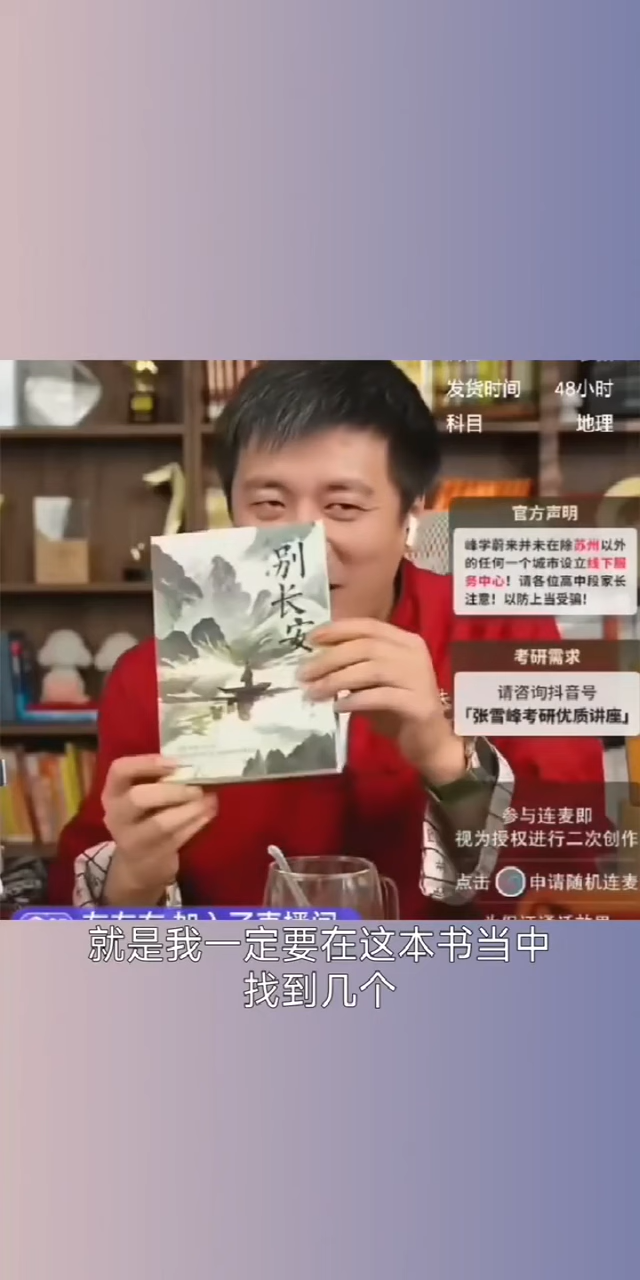 发货时间 48小时
科目 地理
官方声明
峰学蔚来并未在除苏州以外
的任何一个城市设立线下服
务中心！请各位高中段家长
注意！以防上当受骗！
别长安
考研需求
请咨询抖音号
「张雪峰考研优质讲座」
参与连麦即
视为授权进行二次创作
点击 申请随机连麦
就是我一定要在这本书当中
找到几个